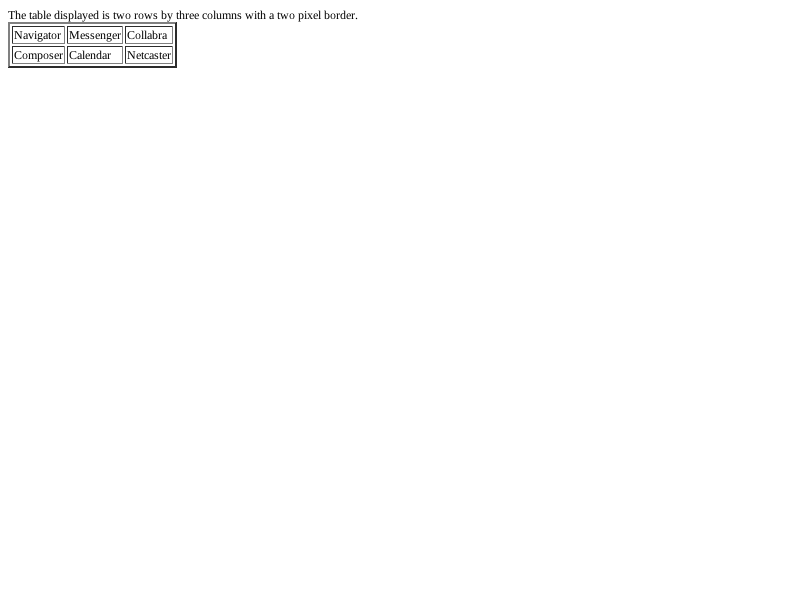 The table displayed is two rows by three columns with a two pixel border.
Navigator Messenger Collabra
Composer Calendar Netcaster